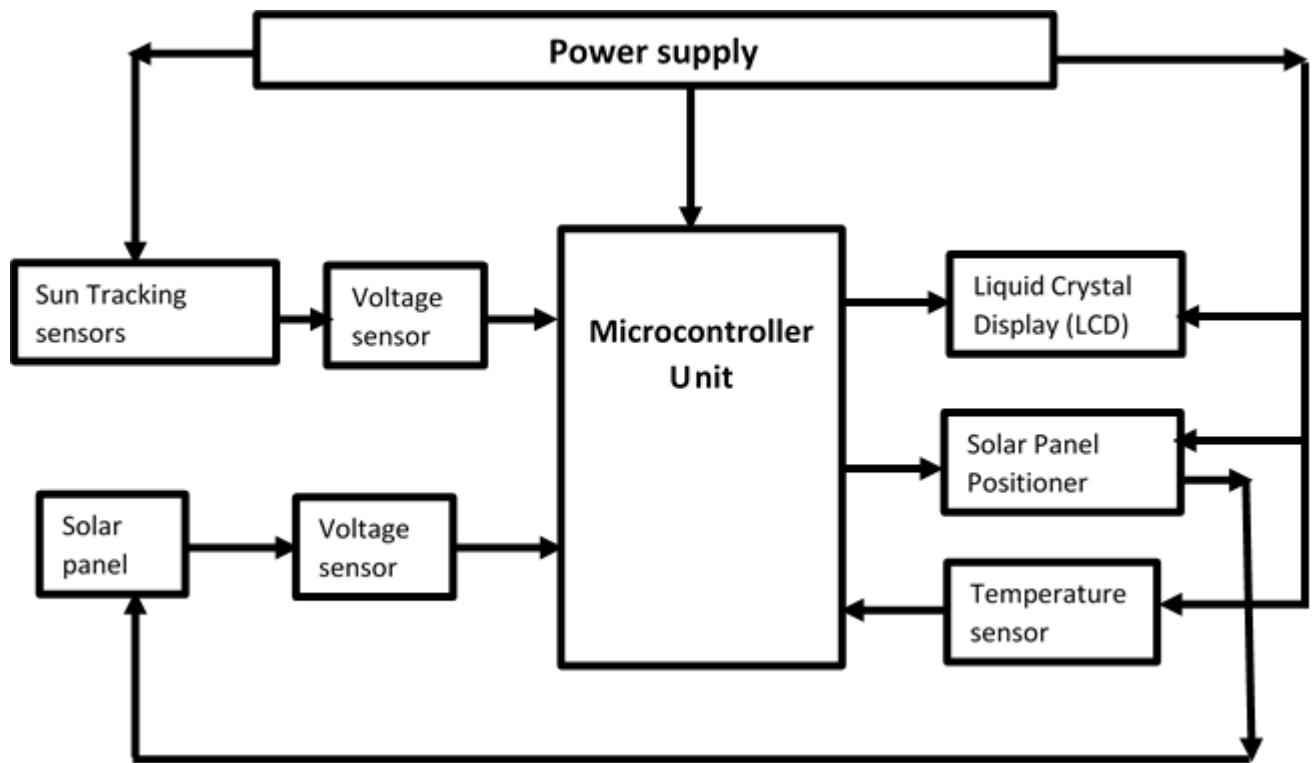 Power supply
Sun Tracking
sensors
Voltage
sensor
Microcontroller
Unit
Liquid Crystal
Display (LCD)
Solar Panel
Positioner
Solar
panel
Voltage
sensor
Temperature
sensor